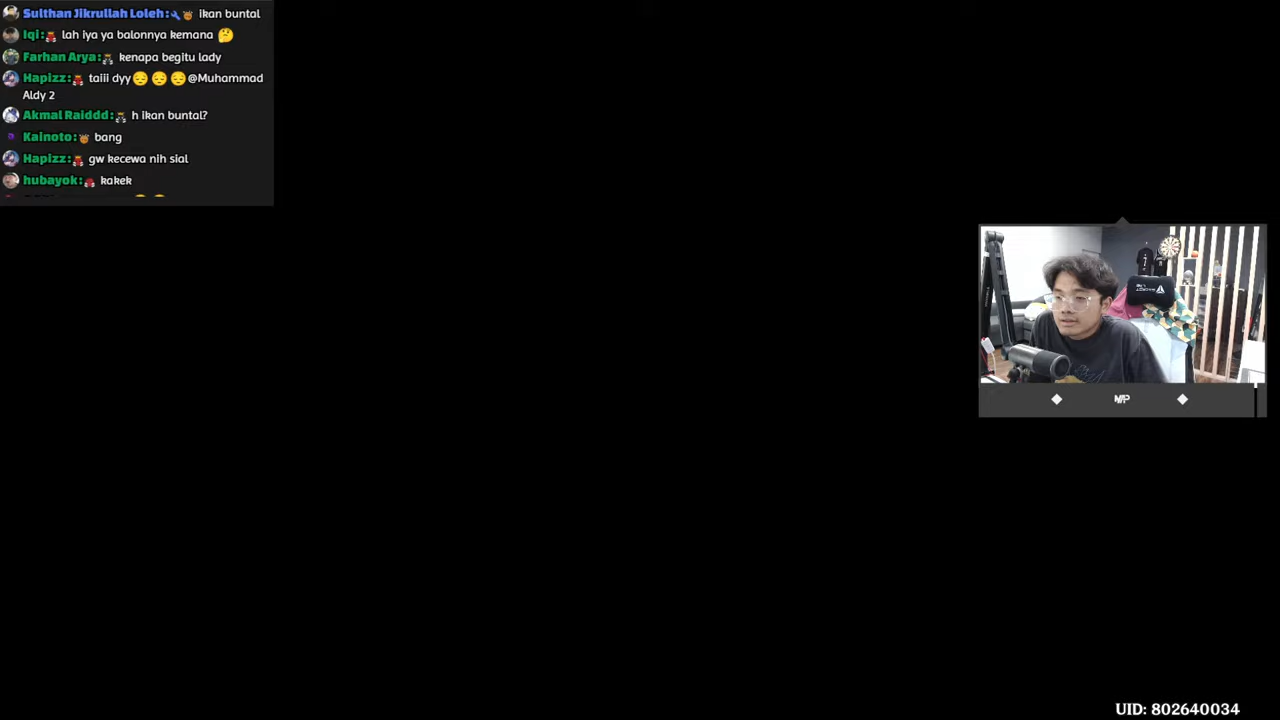 Sulthan Jikrullah Loleh: ikan buntal
Iqi: lah iya ya balonnya kemana 🤔
Farhan Arya: kenapa begitu lady
Hapizz: taiii dyy😔😔😔@Muhammad
Aldy 2
Akmal Raiddd: h ikan buntal?
Kainoto: bang
Hapizz: gw kecewa nih sial
hubayok: kakek
UID: 802640034